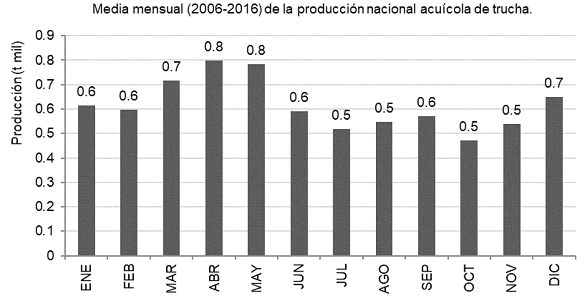 Media mensual (2006-2016) de la producción nacional acuícola de trucha.
Producción (t mil)
0.9
0.8
0.7
0.6
0.5
0.4
0.3
0.2
0.1
0
0.6
0.6
0.7
0.8
0.8
0.6
0.5
0.5
0.6
0.5
0.5
0.7
ENE
FEB
MAR
ABR
MAY
JUN
JUL
AGO
SEP
OCT
NOV
DIC